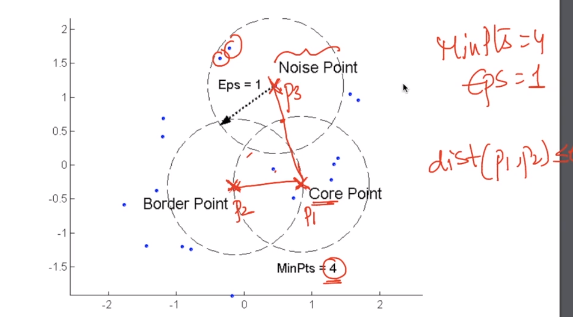 2
1.5
1
0.5
0
-0.5
-1
-1.5
-2
-1
0
1
2
Noise Point
Eps = 1
P3
MinPts=4
Eps=1
dist(P1,P2)≤
Border Point
P2
Core Point
P1
MinPts = 4